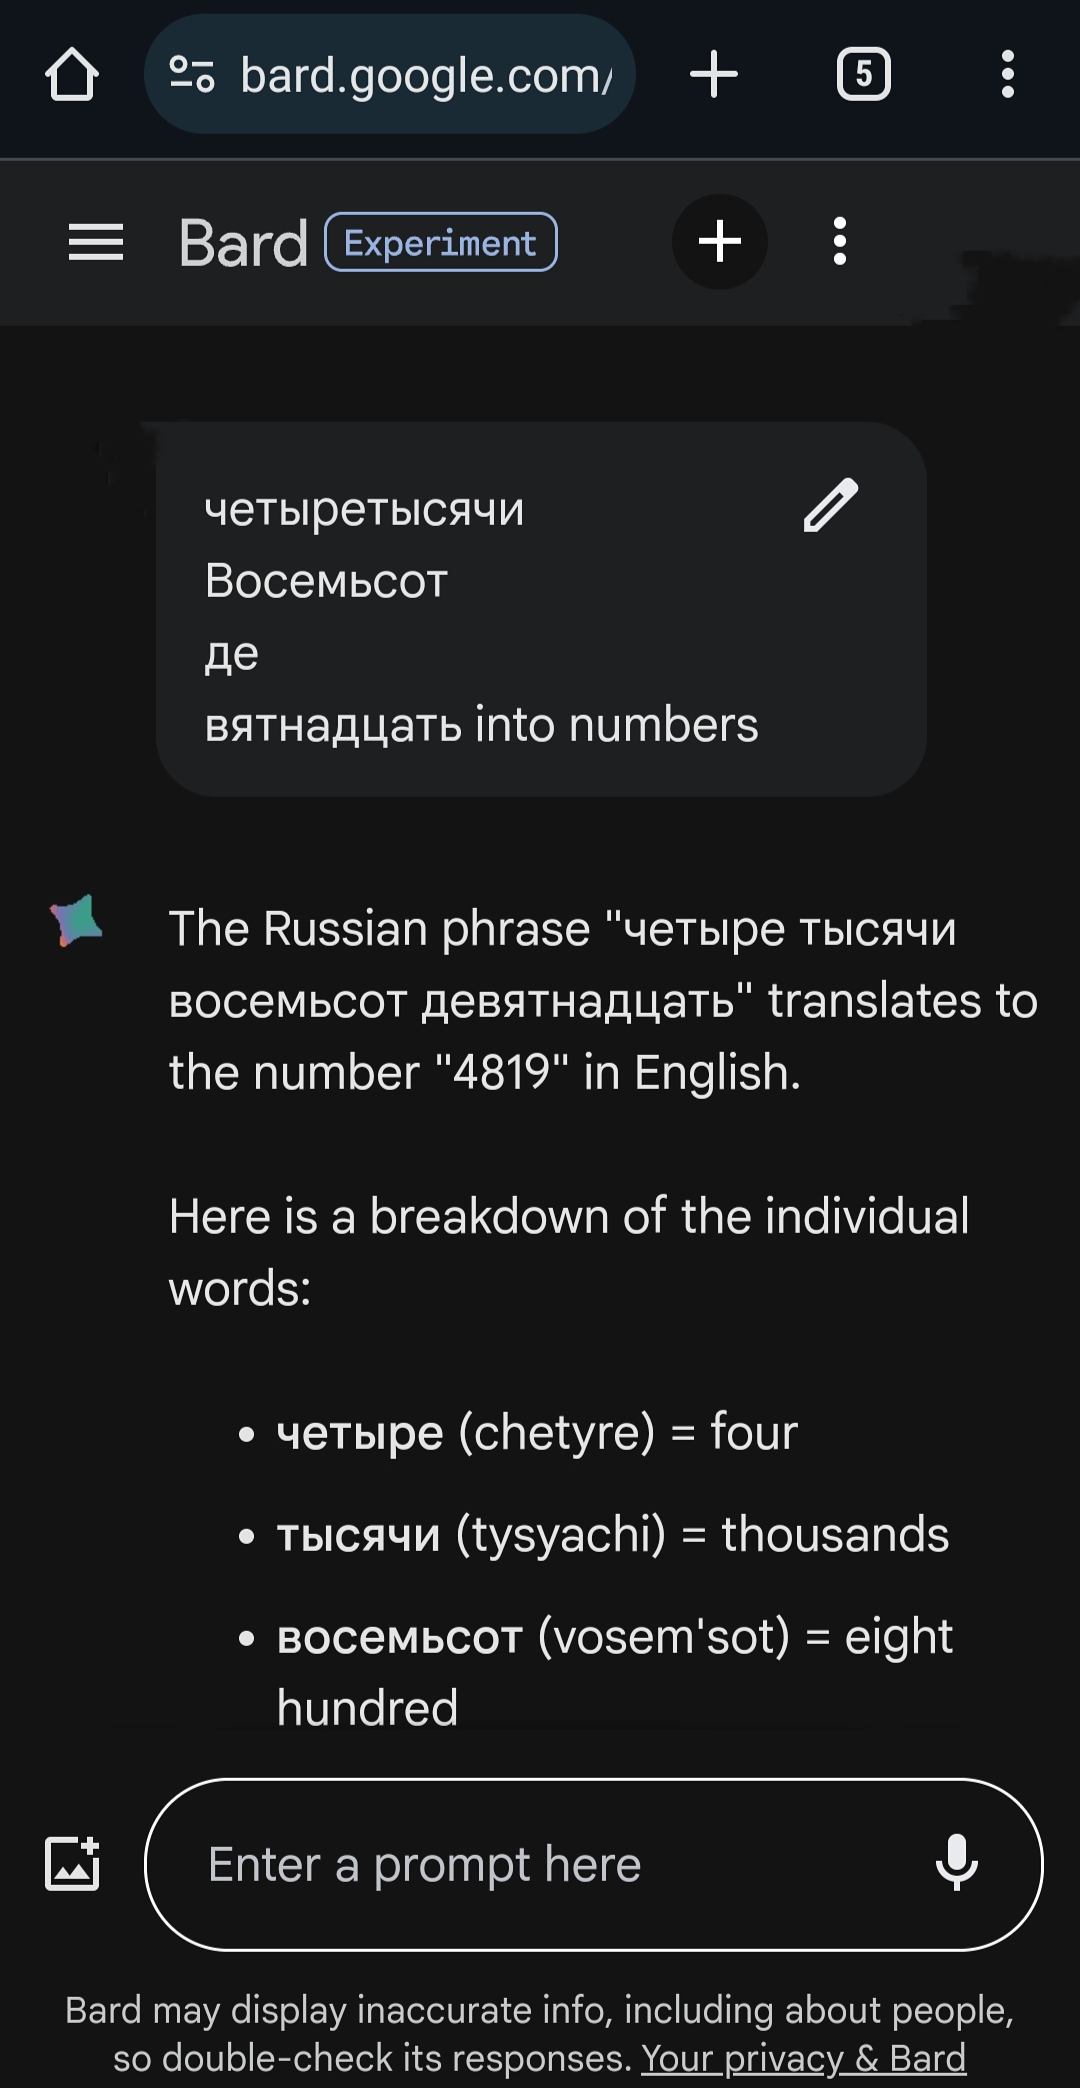 bard.google.com/
5
Bard Experiment
четыретысячи
Восемьсот
де
вятнадцать into numbers
The Russian phrase "четыре тысячи
восемьсот девятнадцать" translates to
the number "4819" in English.
Here is a breakdown of the individual
words:
• четыре (chetyre) = four
• тысячи (tysyachi) = thousands
• восемьсот (vosem'sot) = eight
hundred
Enter a prompt here
Bard may display inaccurate info, including about people,
so double-check its responses. Your privacy & Bard